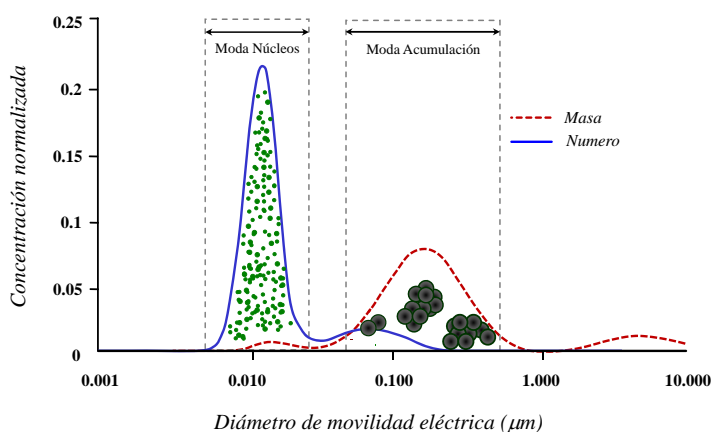 0.25
Moda Núcleos
Moda Acumulación
0.2
0.15
0.1
0.05
0
Concentración normalizada
Masa
Numero
0.001
0.010
0.100
1.000
10.000
Diámetro de movilidad eléctrica (μm)